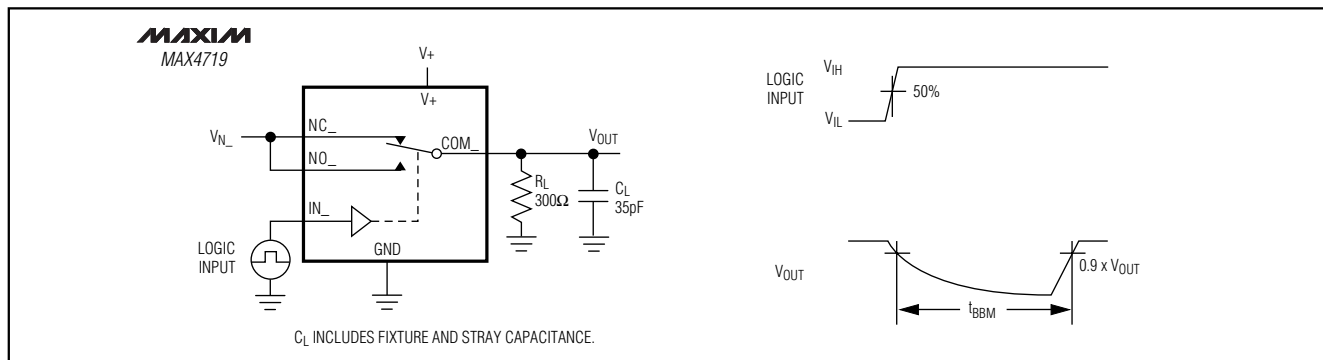 MAXIM
MAX4719
V+
V+
V_N_
NC_
NO_
COM_
V_OUT
R_L
300Ω
C_L
35pF
IN_
LOGIC
INPUT
GND
C_L INCLUDES FIXTURE AND STRAY CAPACITANCE.
LOGIC
INPUT
V_IH
50%
V_IL
V_OUT
0.9 x V_OUT
t_BBM